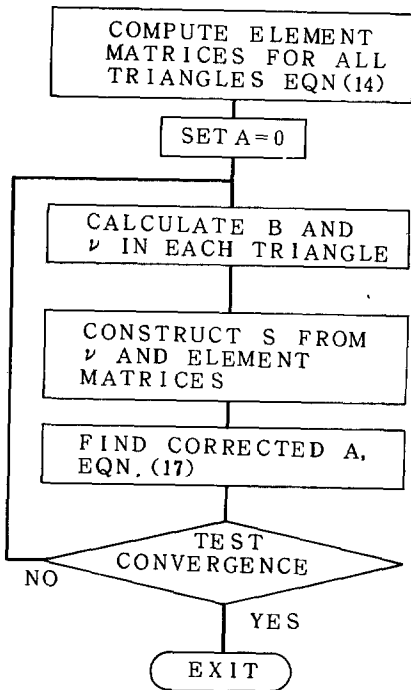 COMPUTE ELEMENT
MATRICES FOR ALL
TRIANGLES EQN(14)
SET A=0
CALCULATE B AND
ν IN EACH TRIANGLE
CONSTRUCT S FROM
ν AND ELEMENT
MATRICES
FIND CORRECTED A,
EQN. (17)
TEST
CONVERGENCE
NO
YES
EXIT